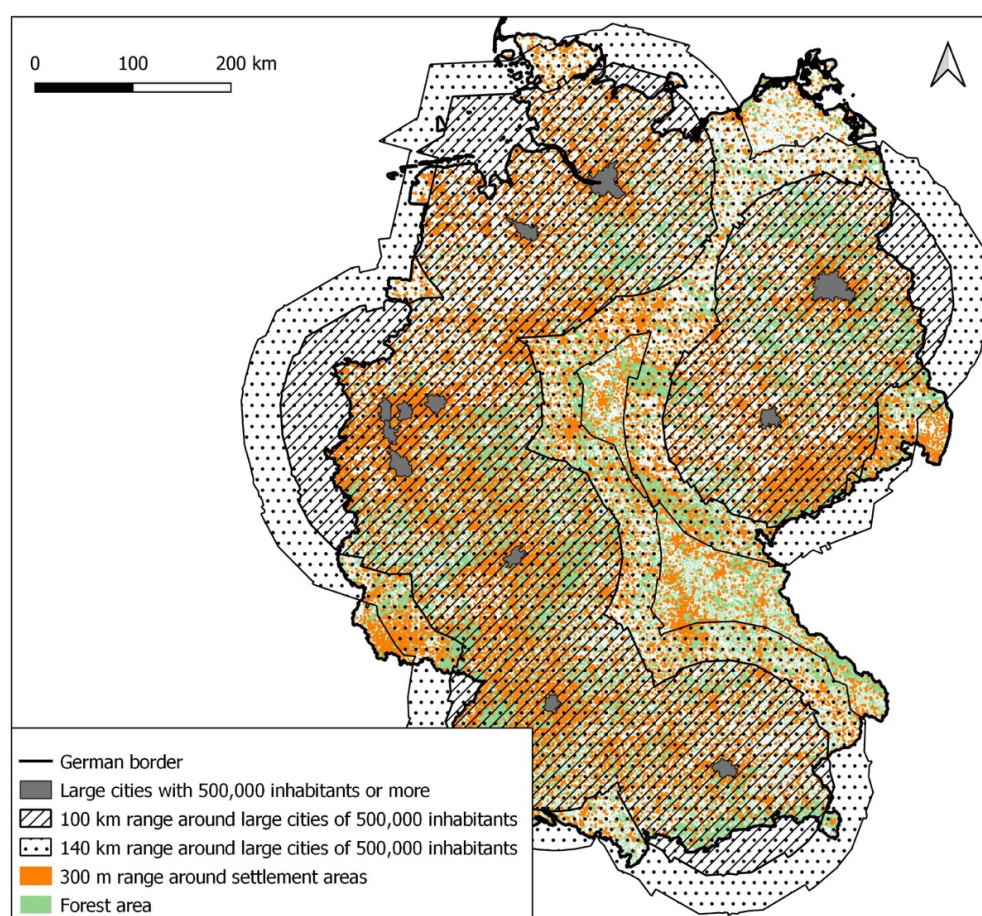 0 100 200 km
German border
Large cities with 500,000 inhabitants or more
100 km range around large cities of 500,000 inhabitants
140 km range around large cities of 500,000 inhabitants
300 m range around settlement areas
Forest area